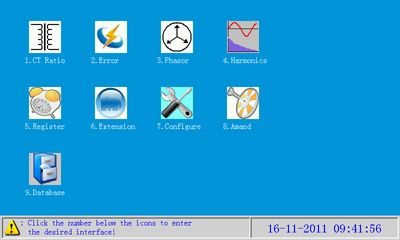 1.CT Ratio
2.Error
3.Phasor
4.Harmonics
5.Register
6.Extension
7.Configure
8.Amand
9.Database
: Click the number below the icons to enter
the desired interface!
16-11-2011 09:41:56